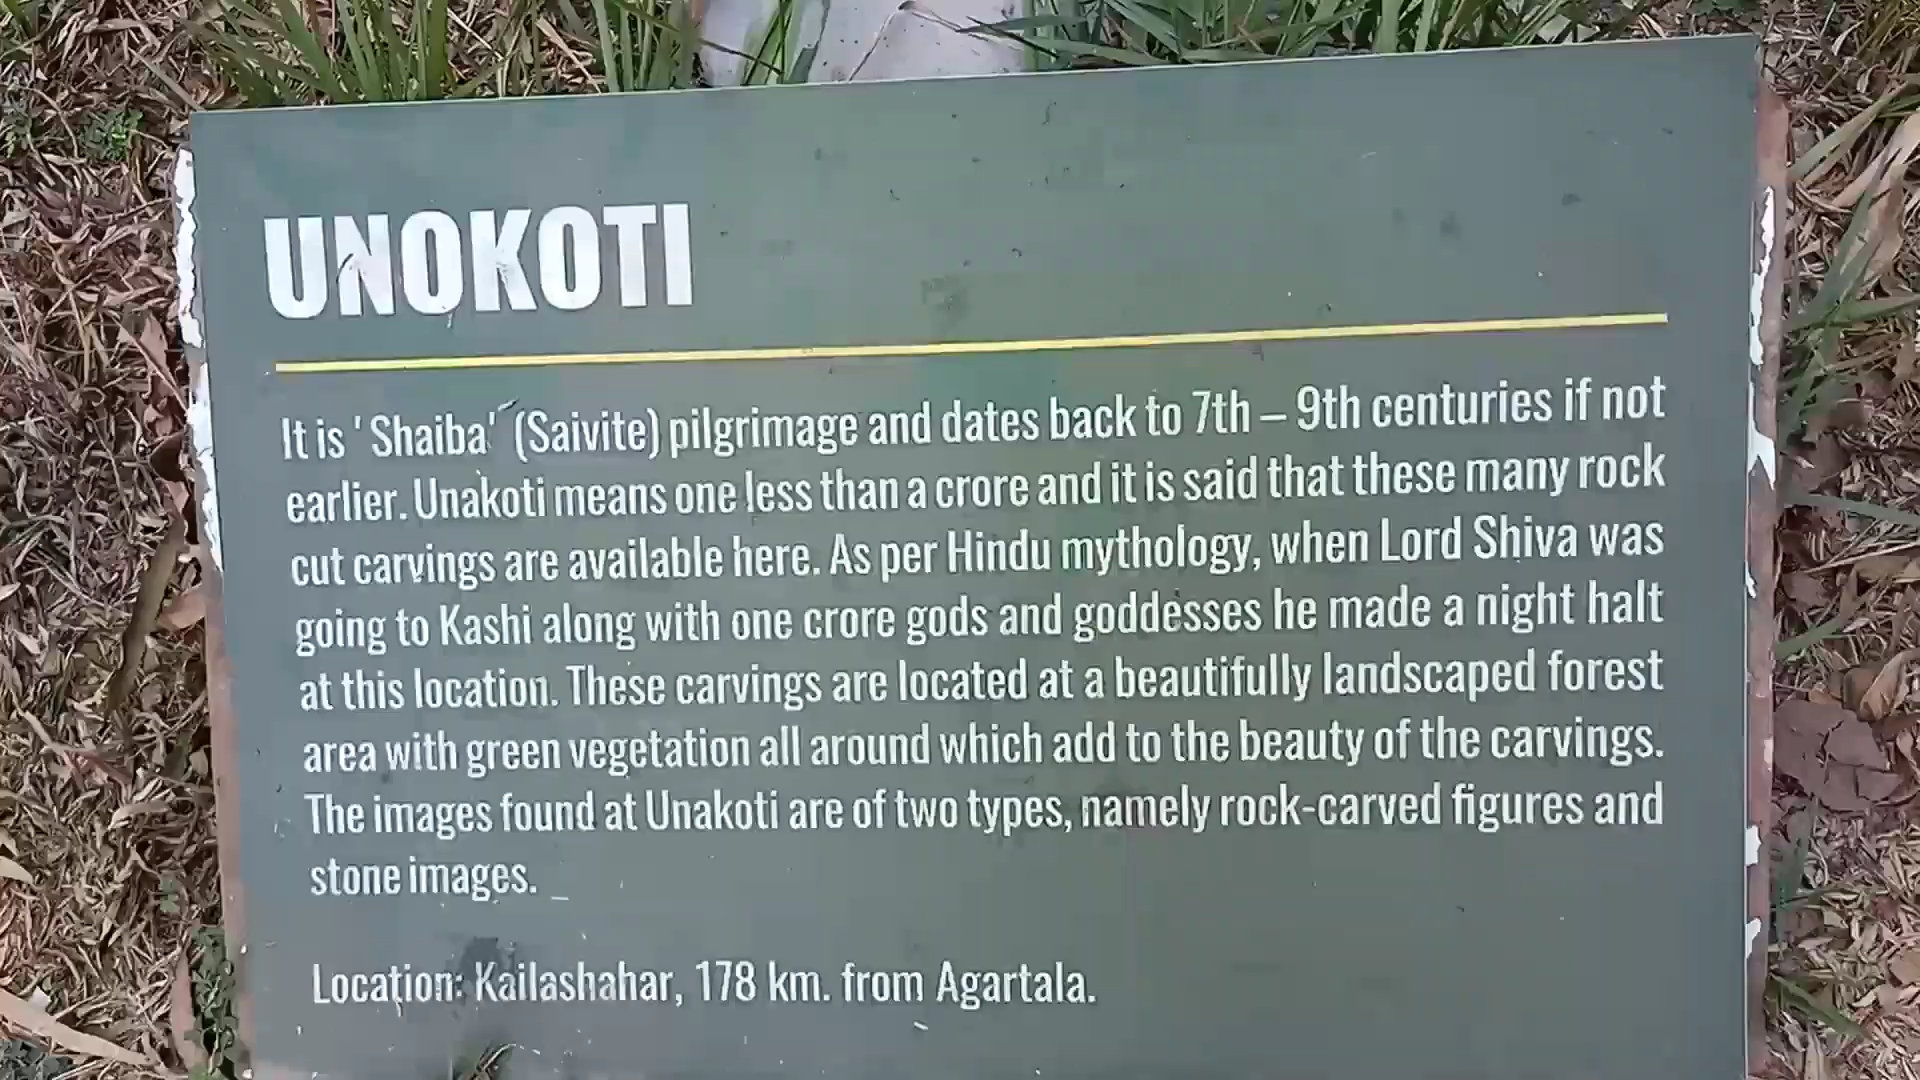 UNOKOTI
It is 'Shaiba' (Saivite) pilgrimage and dates back to 7th – 9th centuries if not
earlier. Unakoti means one less than a crore and it is said that these many rock
cut carvings are available here. As per Hindu mythology, when Lord Shiva was
going to Kashi along with one crore gods and goddesses he made a night halt
at this location. These carvings are located at a beautifully landscaped forest
area with green vegetation all around which add to the beauty of the carvings.
The images found at Unakoti are of two types, namely rock-carved figures and
stone images.
Location: Kailashahar, 178 km. from Agartala.